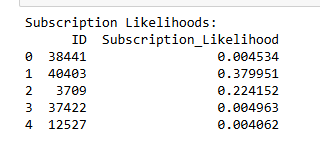 Subscription Likelihoods:
ID Subscription_Likelihood
0 38441 0.004534
1 40403 0.379951
2 3709 0.224152
3 37422 0.004963
4 12527 0.004062